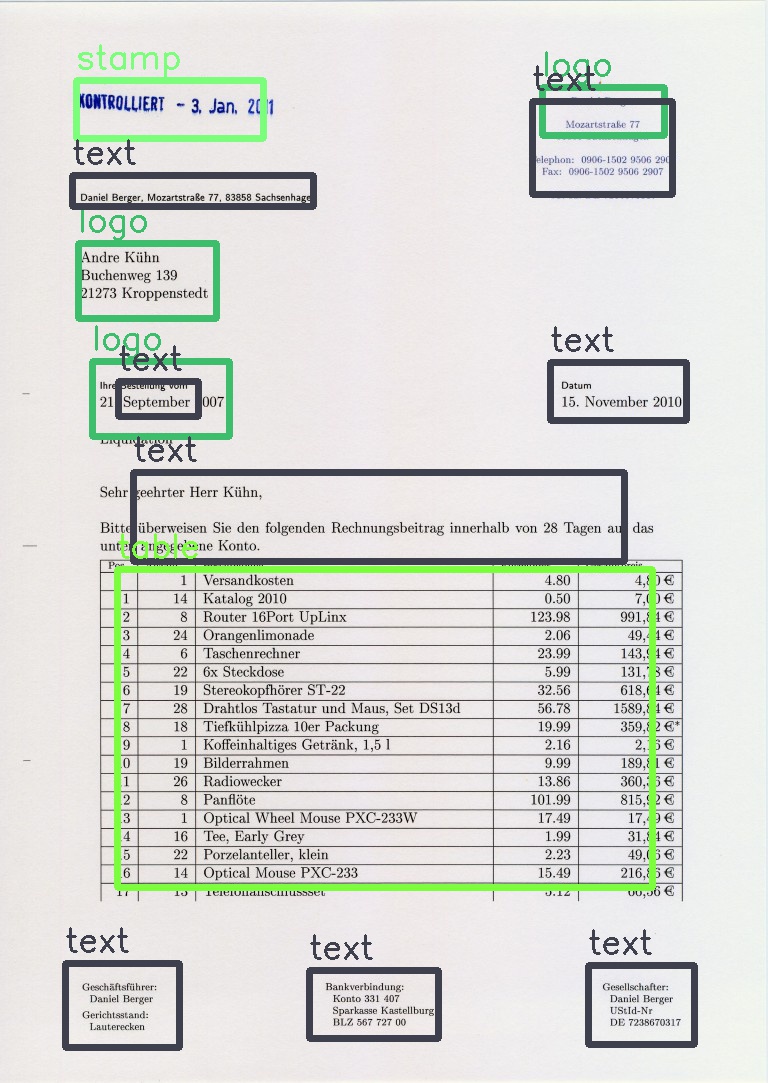 stamp
KONTROLLIERT - 3. Jan. 2011
logo
text
Mozartstraße 77
Telephon: 0906-1502 9506 290
Fax: 0906-1502 9506 2907
text
Daniel Berger, Mozartstraße 77, 83858 Sachsenhage
logo
Andre Kühn
Buchenweg 139
21273 Kroppenstedt
logo
text
text
Ihre Bestellung vom
21. September 2007
Datum
15. November 2010
Liquidation
text
Sehr geehrter Herr Kühn,
Bitte überweisen Sie den folgenden Rechnungsbeitrag innerhalb von 28 Tagen auf das
unten angegebene Konto.
table
Pos.
1 Versandkosten 4.80 4,80 €
1 14 Katalog 2010 0.50 7,00 €
2 8 Router 16Port UpLinx 123.98 991,84 €
3 24 Orangenlimonade 2.06 49,44 €
4 6 Taschenrechner 23.99 143,94 €
5 22 6x Steckdose 5.99 131,78 €
6 19 Stereokopfhörer ST-22 32.56 618,64 €
7 28 Drahtlos Tastatur und Maus, Set DS13d 56.78 1589,84 €
8 18 Tiefkühlpizza 10er Packung 19.99 359,82 €*
9 1 Koffeinhaltiges Getränk, 1,5 l 2.16 2,16 €
0 19 Bilderrahmen 9.99 189,81 €
1 26 Radiowecker 13.86 360,36 €
2 8 Panflöte 101.99 815,92 €
3 1 Optical Wheel Mouse PXC-233W 17.49 17,49 €
4 16 Tee, Early Grey 1.99 31,84 €
5 22 Porzelanteller, klein 2.23 49,06 €
6 14 Optical Mouse PXC-233 15.49 216,86 €
17 13 Telefonanschlussset 5.12 66,56 €
text
Geschäftsführer:
Daniel Berger
Gerichtsstand:
Lauterecken
text
Bankverbindung:
Konto 331 407
Sparkasse Kastellburg
BLZ 567 727 00
text
Gesellschafter:
Daniel Berger
UStId-Nr
DE 7238670317